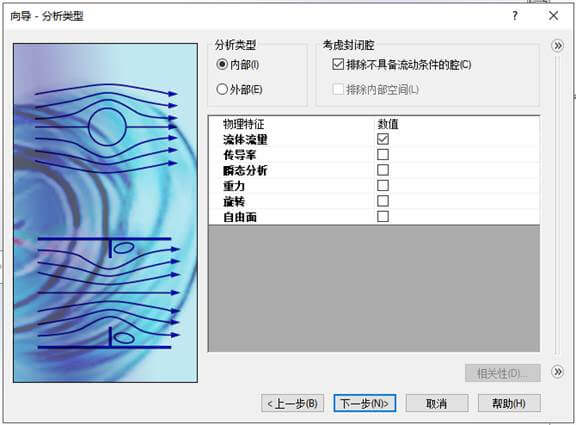 向导 - 分析类型
?
分析类型
内部(I)
外部(E)
考虑封闭腔
排除不具备流动条件的腔(C)
排除内部空间(L)
物理特征 数值
流体流量
传导率
瞬态分析
重力
旋转
自由面
相关性(D)...
< 上一步(B)
下一步(N)>
取消
帮助(H)